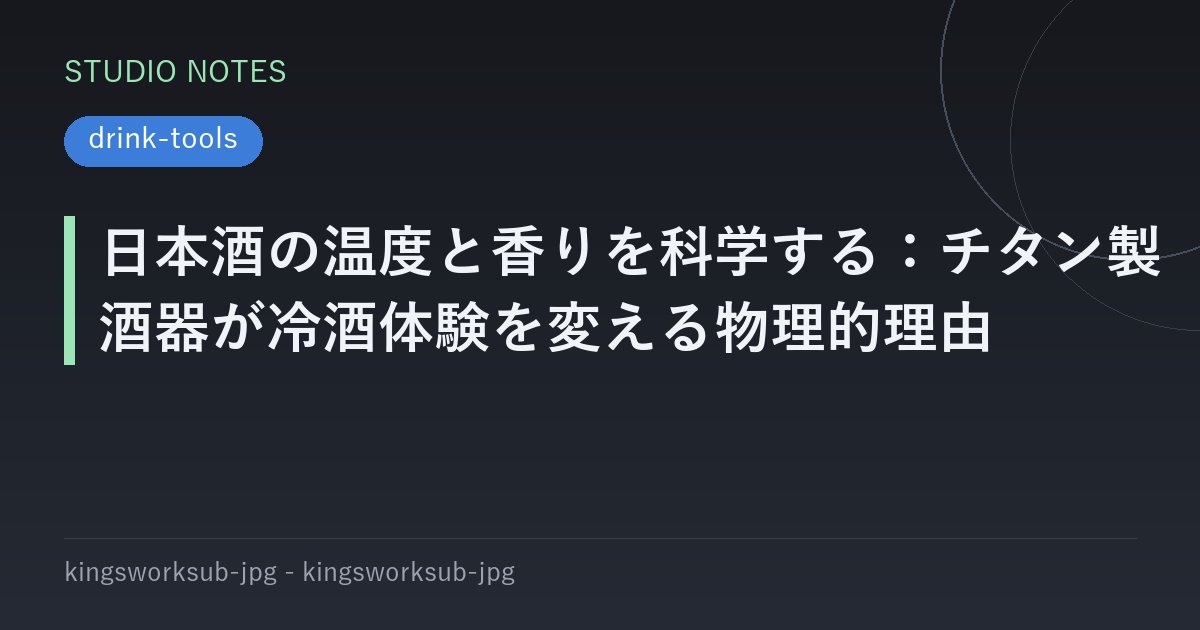 STUDIO NOTES
drink-tools
日本酒の温度と香りを科学する：チタン製
酒器が冷酒体験を変える物理的理由
kingsworksub-jpg - kingsworksub-jpg